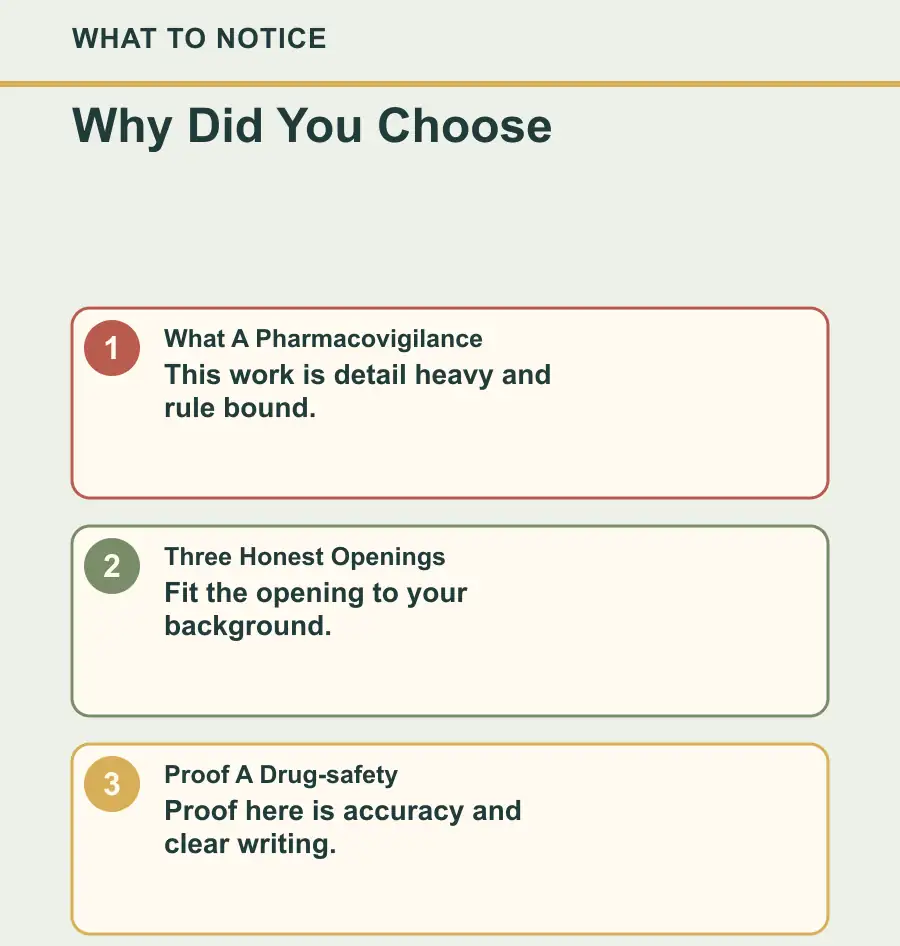 WHAT TO NOTICE
Why Did You Choose
1
What A Pharmacovigilance
This work is detail heavy and
rule bound.
2
Three Honest Openings
Fit the opening to your
background.
3
Proof A Drug-safety
Proof here is accuracy and
clear writing.